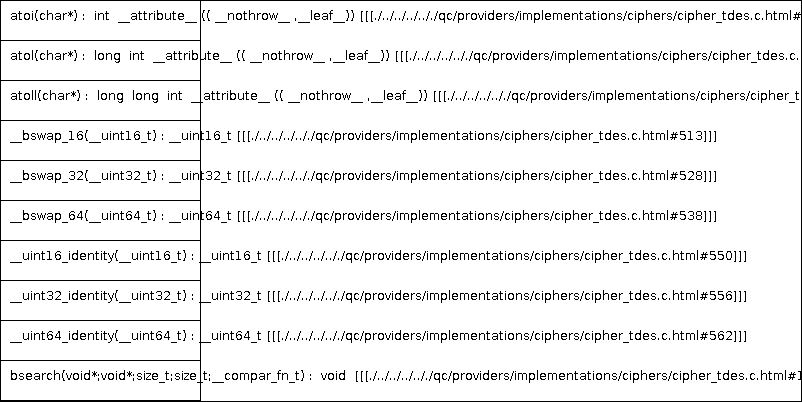 atoi(char*) : int __attribute__ (( __nothrow__ ,__leaf__)) [[[./../../../../qc/providers/implementations/ciphers/cipher_tdes.c.html#
atol(char*) : long int __attribute__ (( __nothrow__ ,__leaf__)) [[[./../../../../qc/providers/implementations/ciphers/cipher_tdes.c.
atoll(char*) : long long int __attribute__ (( __nothrow__ ,__leaf__)) [[[./../../../../qc/providers/implementations/ciphers/cipher_t
__bswap_16(__uint16_t) : __uint16_t [[[./../../../../qc/providers/implementations/ciphers/cipher_tdes.c.html#513]]]
__bswap_32(__uint32_t) : __uint32_t [[[./../../../../qc/providers/implementations/ciphers/cipher_tdes.c.html#528]]]
__bswap_64(__uint64_t) : __uint64_t [[[./../../../../qc/providers/implementations/ciphers/cipher_tdes.c.html#538]]]
__uint16_identity(__uint16_t) : __uint16_t [[[./../../../../qc/providers/implementations/ciphers/cipher_tdes.c.html#550]]]
__uint32_identity(__uint32_t) : __uint32_t [[[./../../../../qc/providers/implementations/ciphers/cipher_tdes.c.html#556]]]
__uint64_identity(__uint64_t) : __uint64_t [[[./../../../../qc/providers/implementations/ciphers/cipher_tdes.c.html#562]]]
bsearch(void*;void*;size_t;size_t;__compar_fn_t) : void [[[./../../../../qc/providers/implementations/ciphers/cipher_tdes.c.html#1